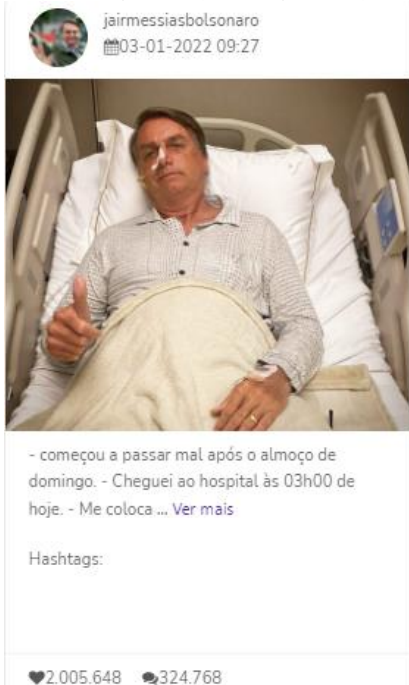 jairmessiasbolsonaro
03-01-2022 09:27
- começou a passar mal após o almoço de
domingo. - Cheguei ao hospital às 03h00 de
hoje. - Me coloca ... Ver mais
Hashtags:
2.005.648 324.768